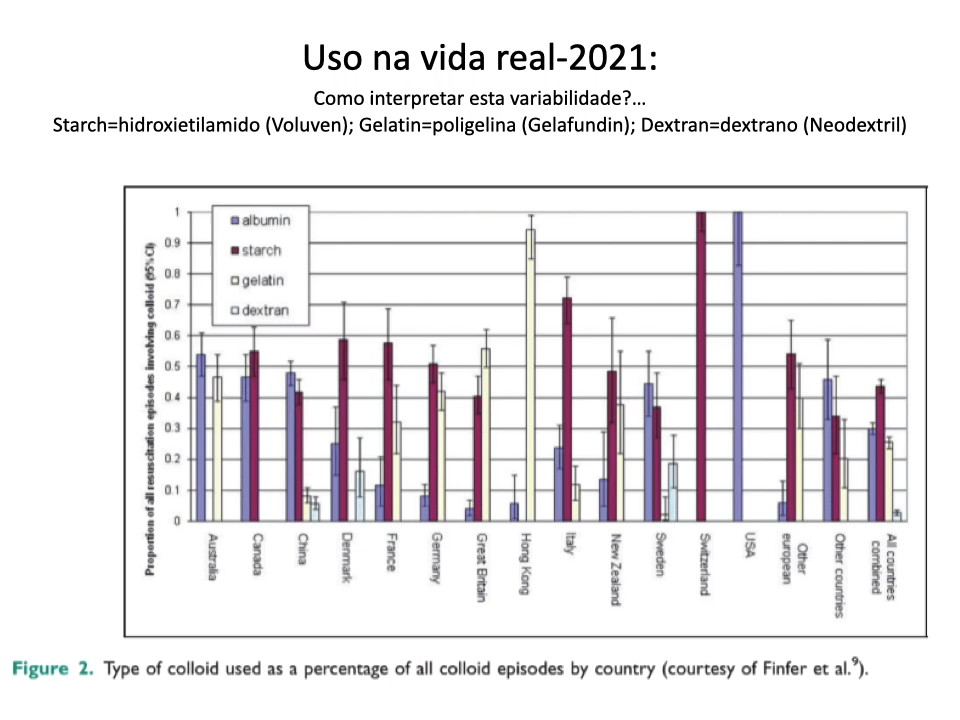 Uso na vida real-2021:
Como interpretar esta variabilidade?...
Starch=hidroxietilamido (Voluven); Gelatin=poligelina (Gelafundin); Dextran=dextrano (Neodextril)
Proportion of all resuscitation episodes involving colloid (95%CI)
1
0.9
0.8
0.7
0.6
0.5
0.4
0.3
0.2
0.1
0
albumin
starch
gelatin
dextran
Australia
Canada
China
Denmark
France
Germany
Great Britain
Hong Kong
Italy
New Zealand
Sweden
Switzerland
USA
Other
european
Other countries
All countries
combined
Figure 2. Type of colloid used as a percentage of all colloid episodes by country (courtesy of Finfer et al.⁹).